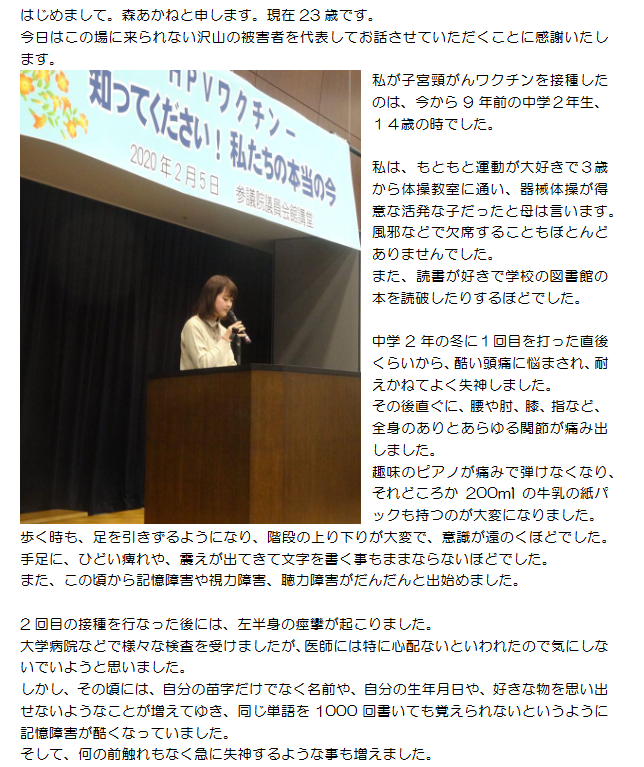 はじめまして。森あかねと申します。現在 23 歳です。
今日はこの場に来られない沢山の被害者を代表してお話させていただくことに感謝いたし
ます。
HPVワクチンー
知ってください！私たちの本当の今
2020年2月5日　参議院議員会館講堂
私が子宮頸がんワクチンを接種した
のは、今から 9 年前の中学２年生、
１４歳の時でした。
私は、もともと運動が大好きで３歳
から体操教室に通い、器械体操が得
意な活発な子だったと母は言います。
風邪などで欠席することもほとんど
ありませんでした。
また、読書が好きで学校の図書館の
本を読破したりするほどでした。
中学 2 年の冬に１回目を打った直後
くらいから、酷い頭痛に悩まされ、耐
えかねてよく失神しました。
その後直ぐに、腰や肘、膝、指など、
全身のありとあらゆる関節が痛み出
しました。
趣味のピアノが痛みで弾けなくなり、
それどころか 200ml の牛乳の紙パ
ックも持つのが大変になりました。
歩く時も、足を引きずるようになり、階段の上り下りが大変で、意識が遠のくほどでした。
手足に、ひどい痺れや、震えが出てきて文字を書く事もままならないほどでした。
また、この頃から記憶障害や視力障害、聴力障害がだんだんと出始めました。
2 回目の接種を行なった後には、左半身の痙攣が起こりました。
大学病院などで様々な検査を受けましたが、医師には特に心配ないといわれたので気にしな
いでいようと思いました。
しかし、その頃には、自分の苗字だけでなく名前や、自分の生年月日や、好きな物を思い出
せないようなことが増えてゆき、同じ単語を 1000 回書いても覚えられないというように
記憶障害が酷くなっていました。
そして、何の前触れもなく急に失神するような事も増えました。